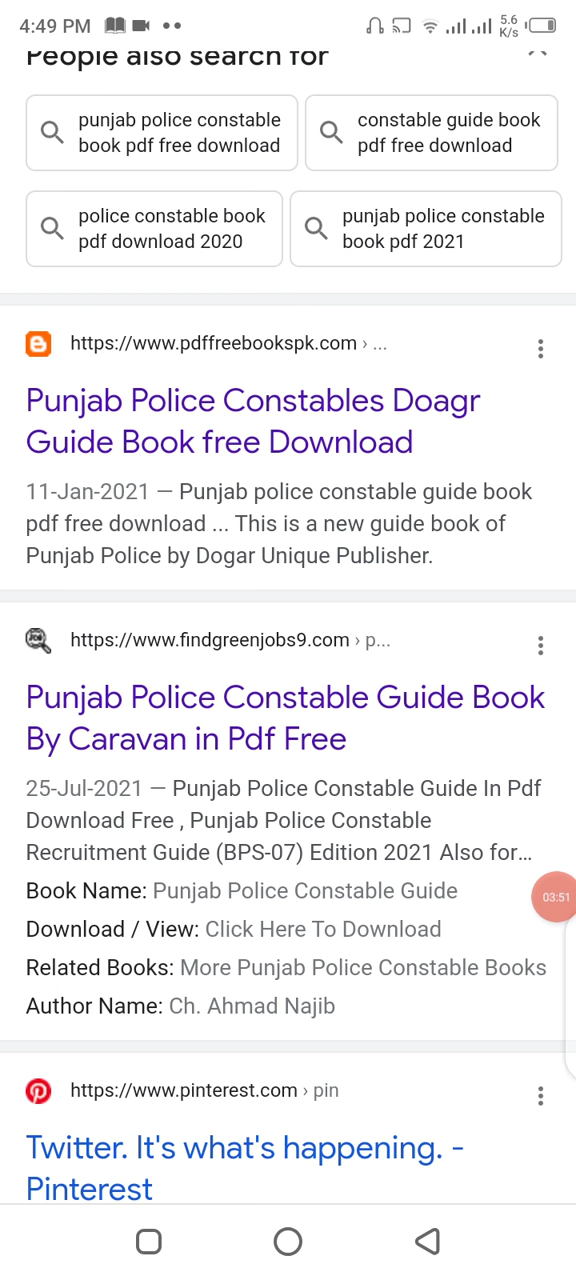 4:49 PM
5.6
K/s
People also search for
punjab police constable
book pdf free download
constable guide book
pdf free download
police constable book
pdf download 2020
punjab police constable
book pdf 2021
https://www.pdffreebookspk.com › ...
Punjab Police Constables Doagr
Guide Book free Download
11-Jan-2021 — Punjab police constable guide book
pdf free download ... This is a new guide book of
Punjab Police by Dogar Unique Publisher.
https://www.findgreenjobs9.com › p...
Punjab Police Constable Guide Book
By Caravan in Pdf Free
25-Jul-2021 — Punjab Police Constable Guide In Pdf
Download Free , Punjab Police Constable
Recruitment Guide (BPS-07) Edition 2021 Also for...
Book Name: Punjab Police Constable Guide
03:51
Download / View: Click Here To Download
Related Books: More Punjab Police Constable Books
Author Name: Ch. Ahmad Najib
https://www.pinterest.com › pin
Twitter. It's what's happening. -
Pinterest